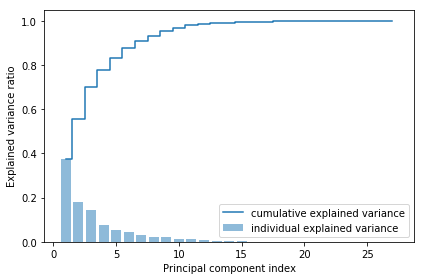 1.0
0.8
0.6
0.4
0.2
0.0
Explained variance ratio
cumulative explained variance
individual explained variance
0 5 10 15 20 25
Principal component index